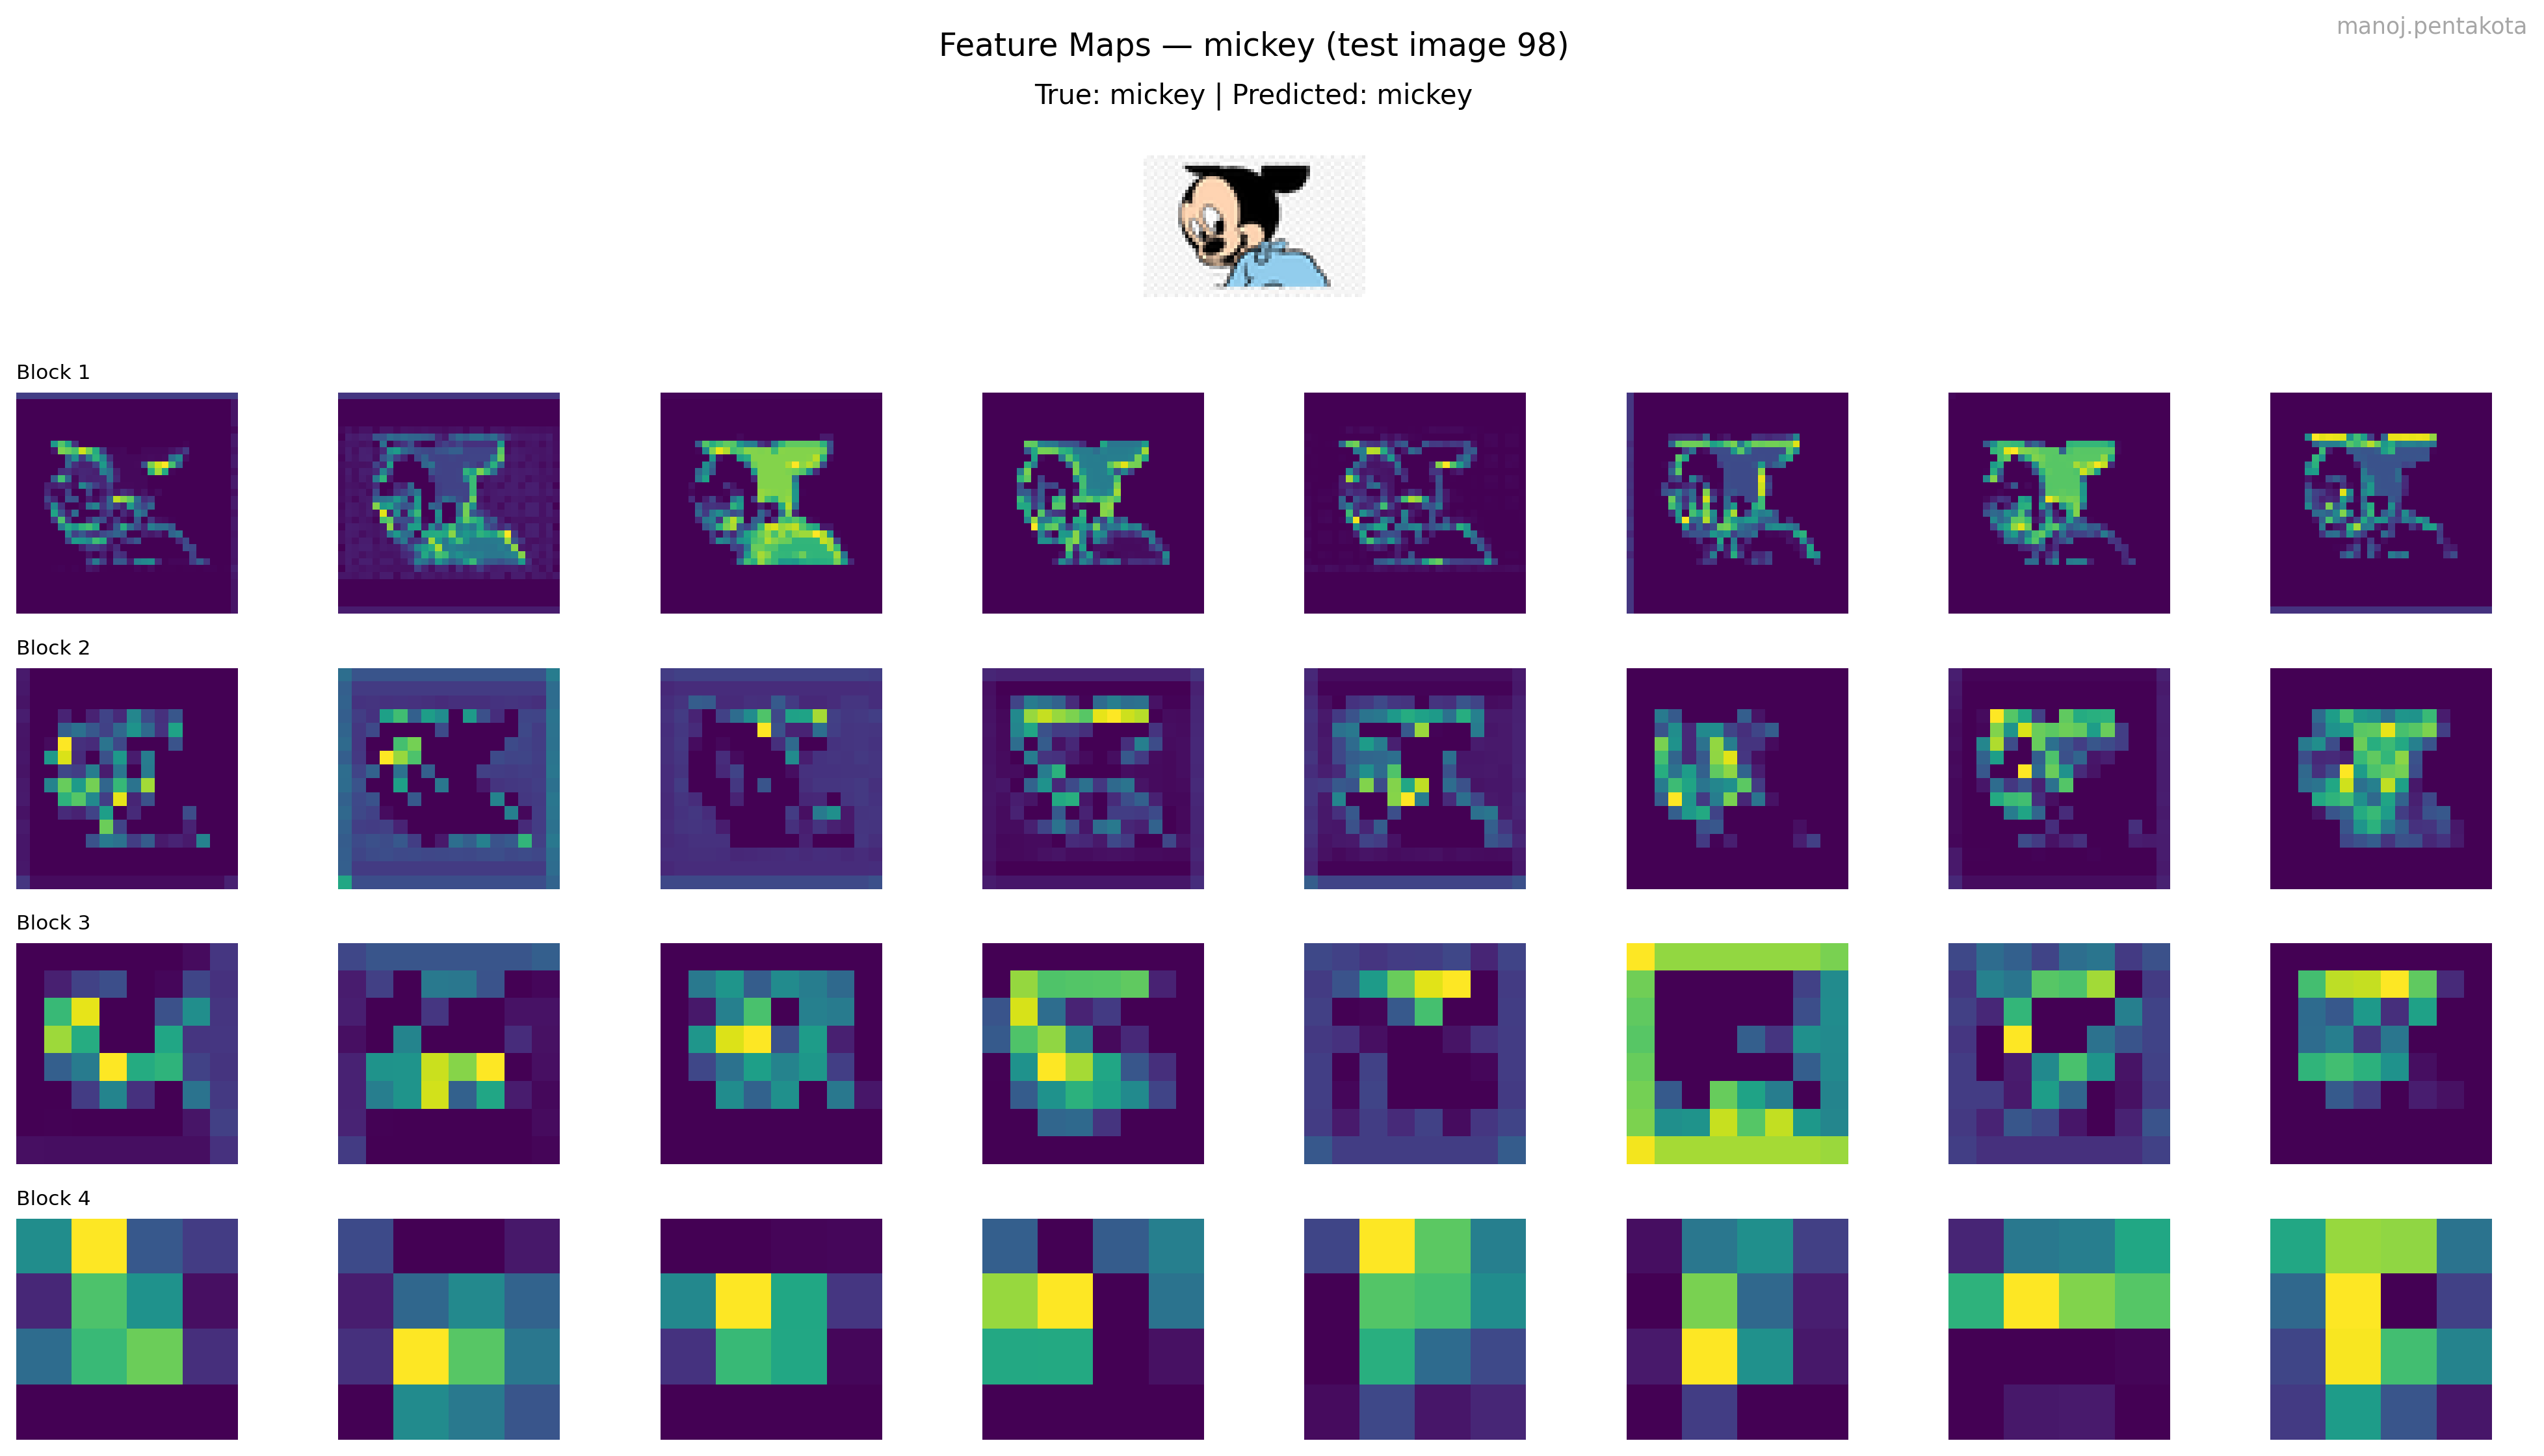 manoj.pentakota
Feature Maps — mickey (test image 98)
True: mickey | Predicted: mickey
Block 1
Block 2
Block 3
Block 4